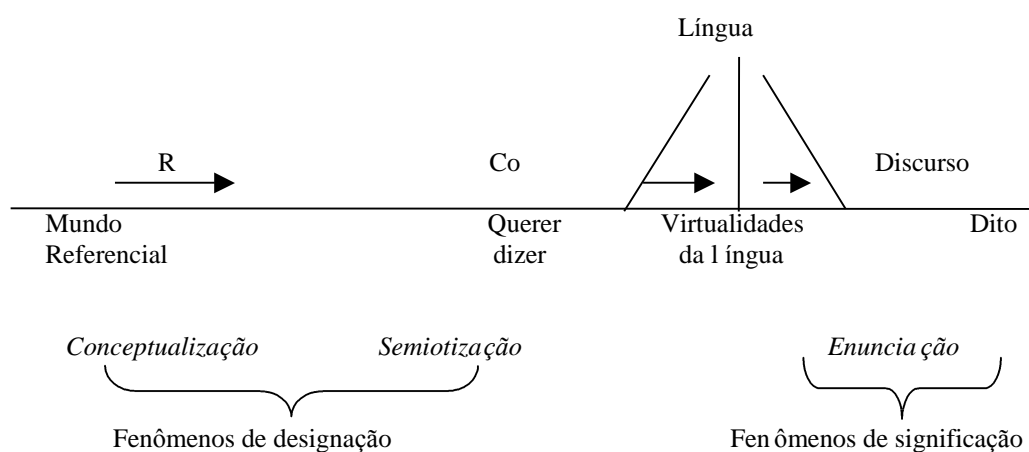 Língua
R Co Discurso
Mundo Querer Virtualidades Dito
Referencial dizer da l íngua
Conceptualização Semiotização Enuncia ção
Fenômenos de designação Fen ômenos de significação